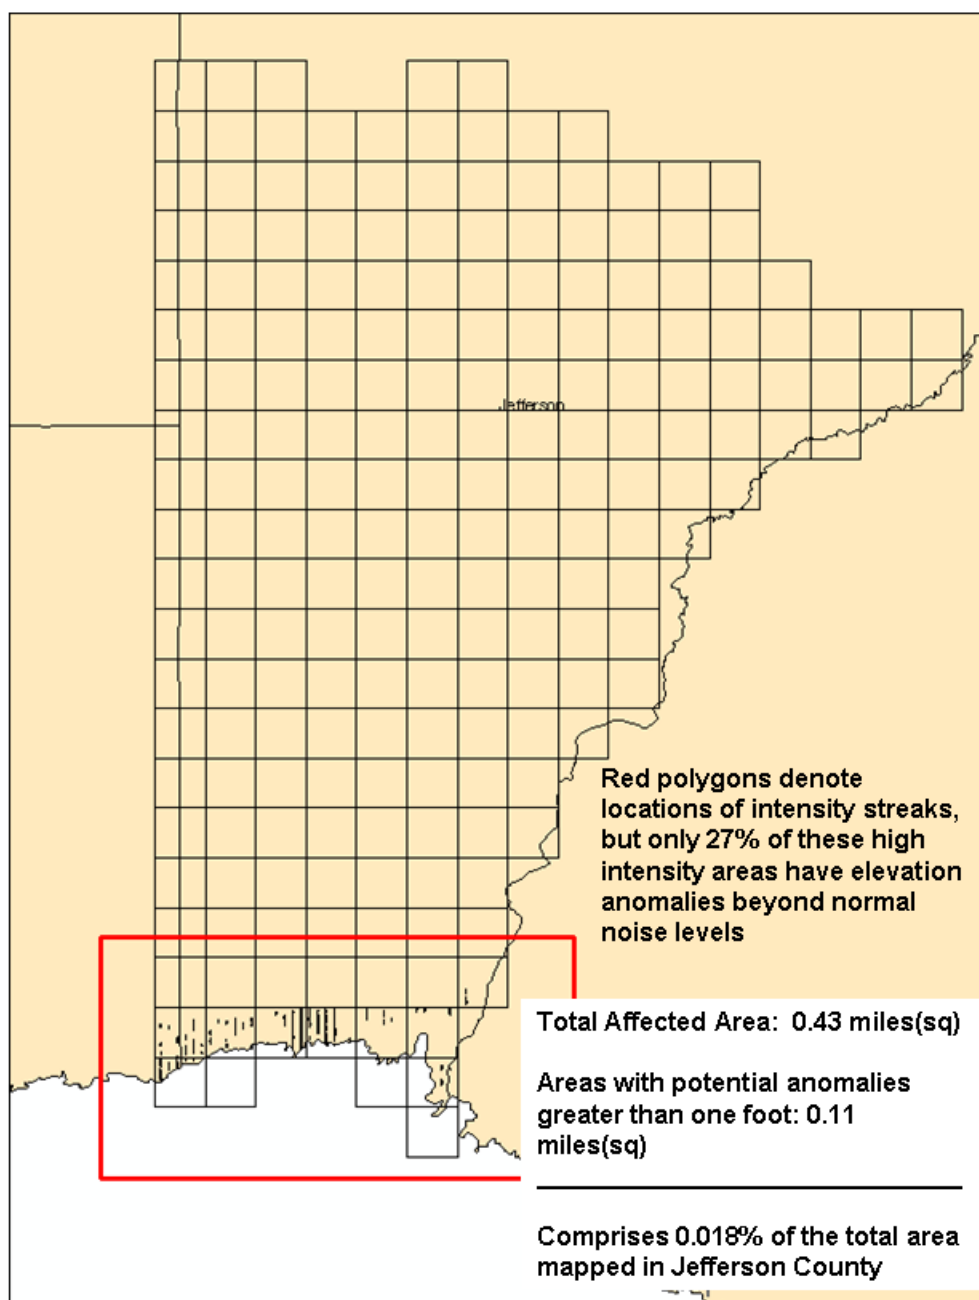 Jefferson
Red polygons denote
locations of intensity streaks,
but only 27% of these high
intensity areas have elevation
anomalies beyond normal
noise levels
Total Affected Area:  0.43 miles(sq)
Areas with potential anomalies
greater than one foot: 0.11
miles(sq)
Comprises 0.018% of the total area
mapped in Jefferson County